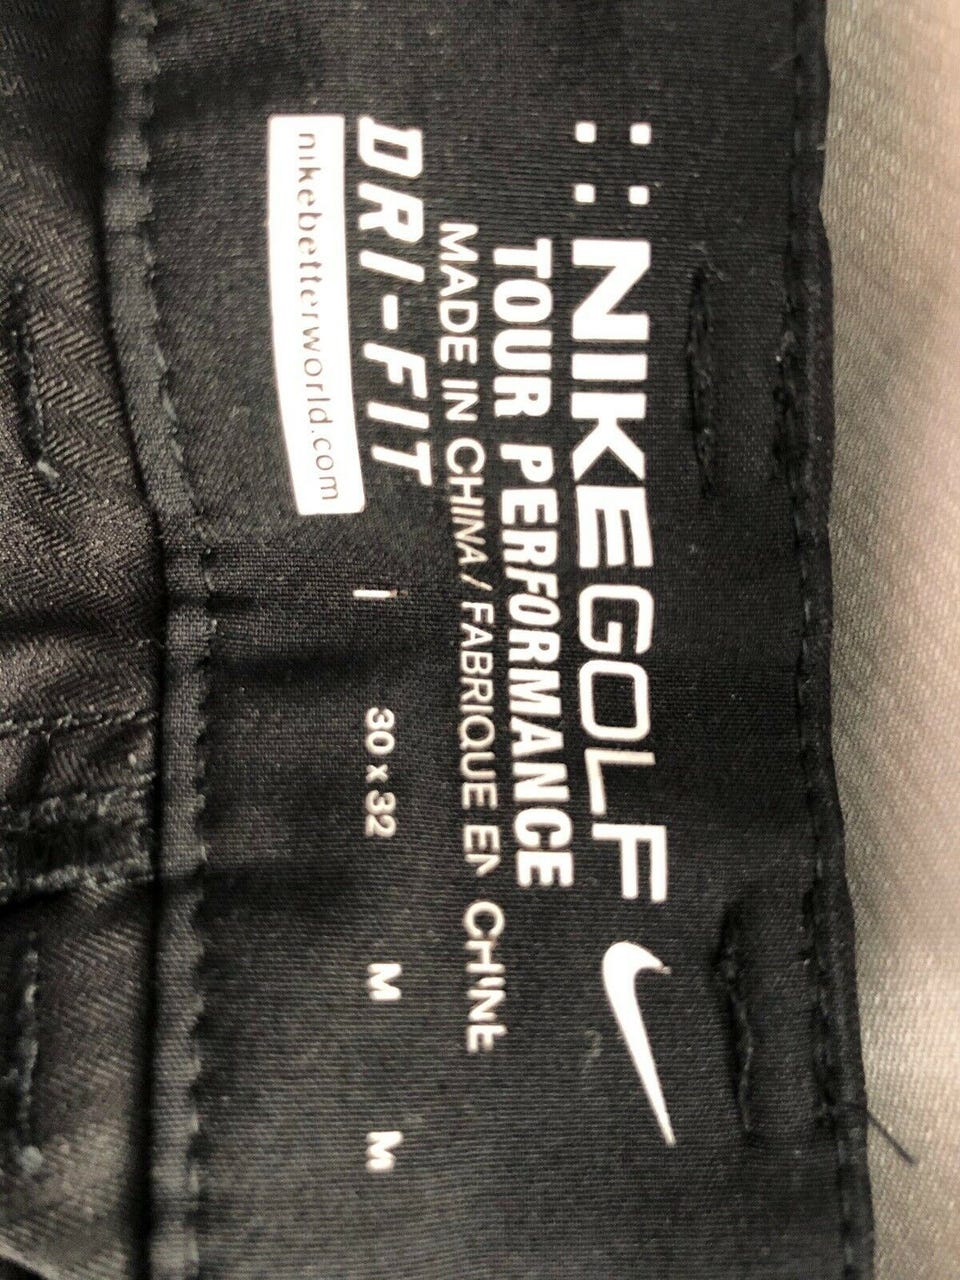 NIKEGOLF
TOUR PERFORMANCE
MADE IN CHINA / FABRIQUE EN CHINE
DRI-FIT
30 x 32 M M
nikebetterworld.com